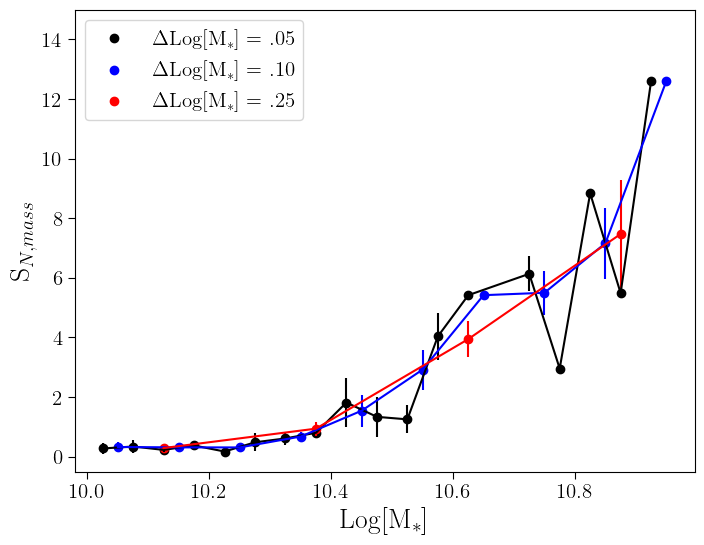 ΔLog[M*] = .05
ΔLog[M*] = .10
ΔLog[M*] = .25
14
12
10
8
6
4
2
0
S_{N,mass}
10.0 10.2 10.4 10.6 10.8
Log[M*]